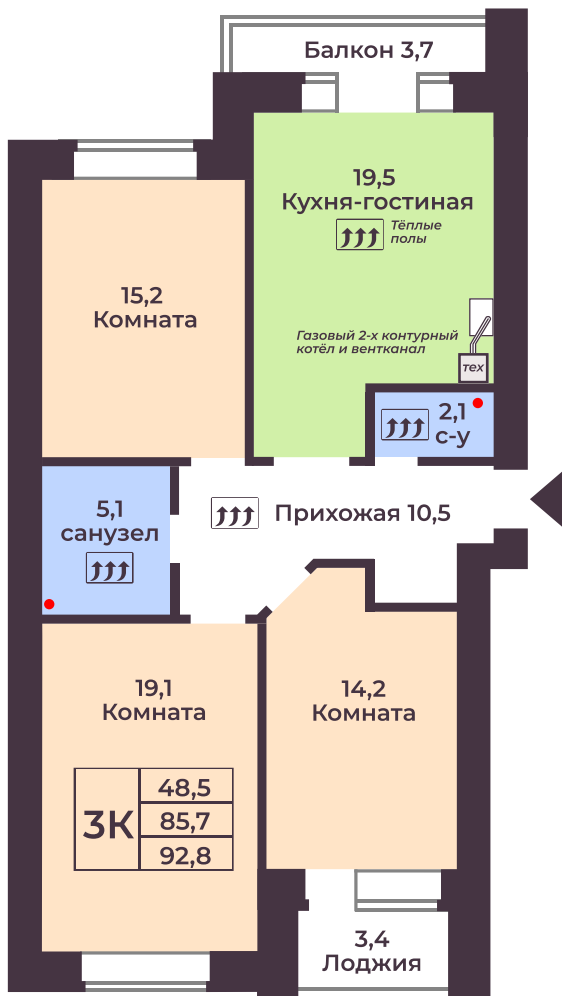 Балкон 3,7
19,5
Кухня-гостиная
Тёплые
полы
15,2
Комната
Газовый 2-х контурный
котёл и вентканал
тех
2,1
с-у
5,1
санузел
Прихожая 10,5
19,1
Комната
14,2
Комната
3К
48,5
85,7
92,8
3,4
Лоджия